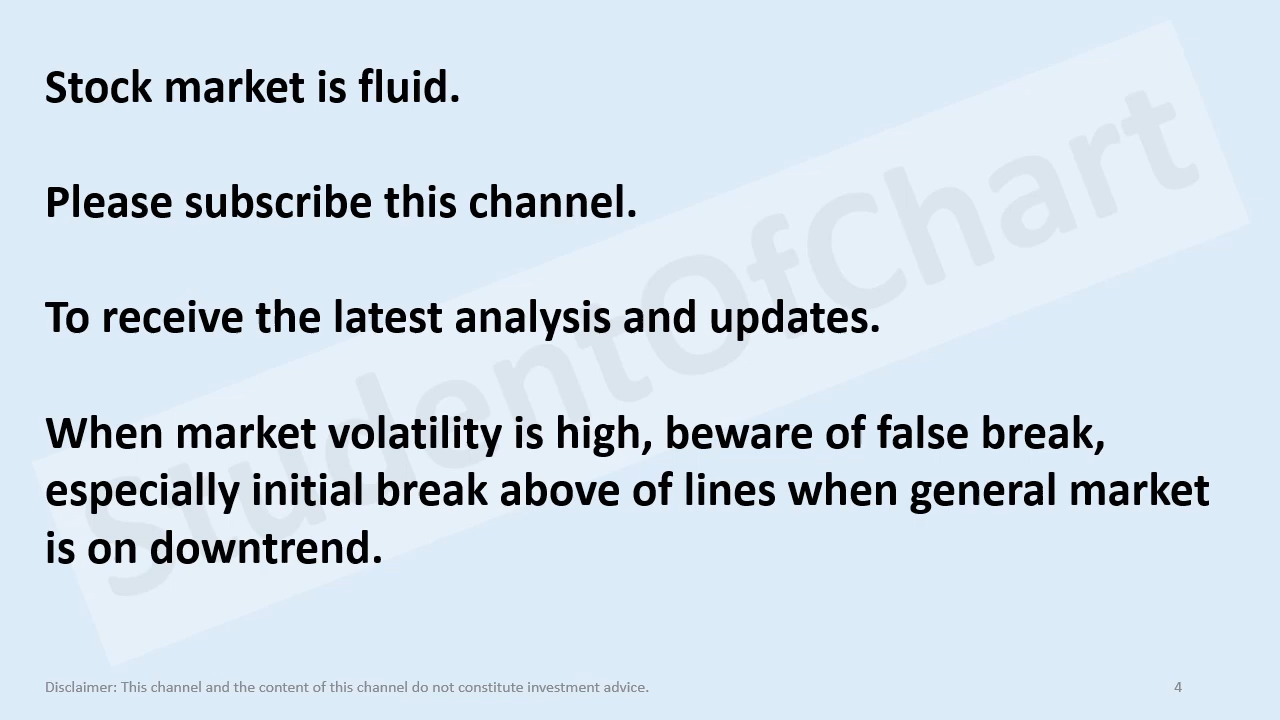 Stock market is fluid.
Please subscribe this channel.
To receive the latest analysis and updates.
When market volatility is high, beware of false break,
especially initial break above of lines when general market
is on downtrend.
StudentOfChart
Disclaimer: This channel and the content of this channel do not constitute investment advice.
4